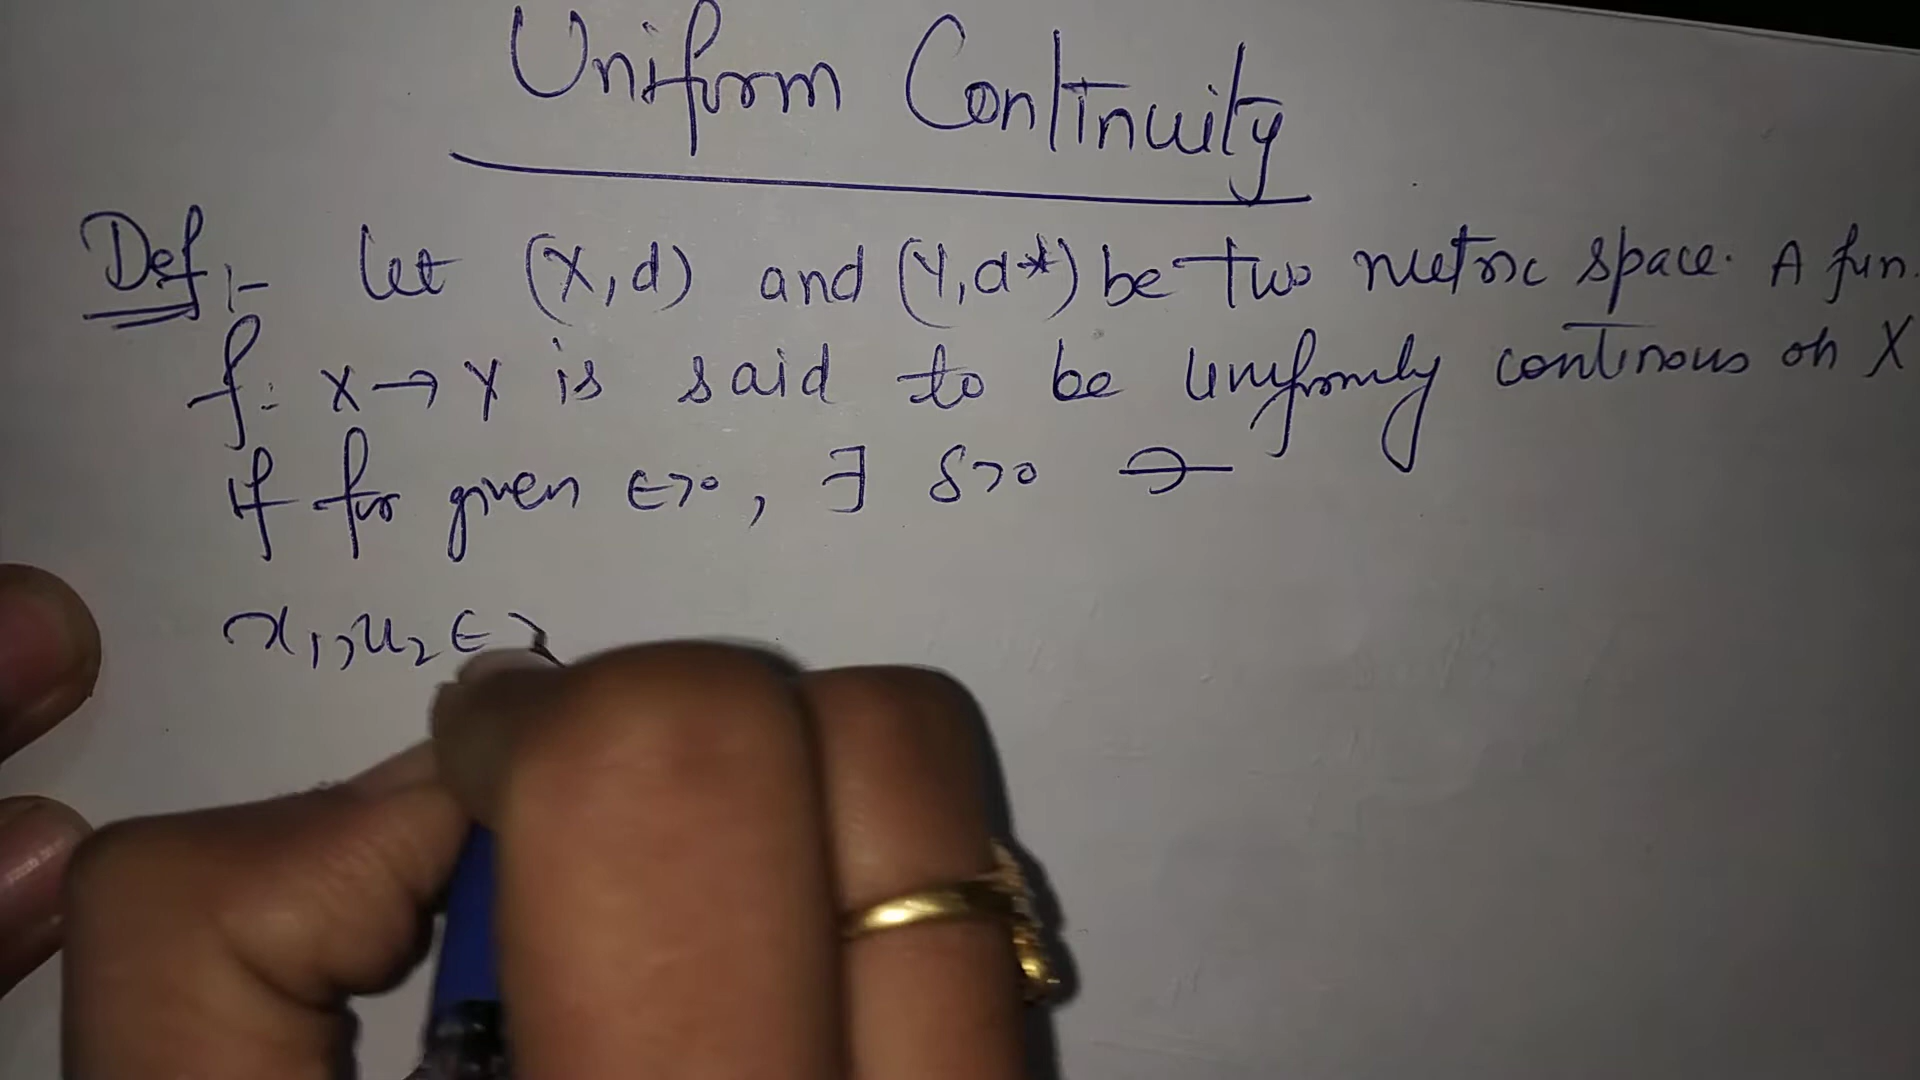 Uniform Continuity
Def :- Let (X,d) and (Y,d*) be two metric space. A fun.
f: X→Y is said to be Uniformly continous on X
if for given ϵ>0, ∃ δ>0 ∋
x₁,x₂ ∈